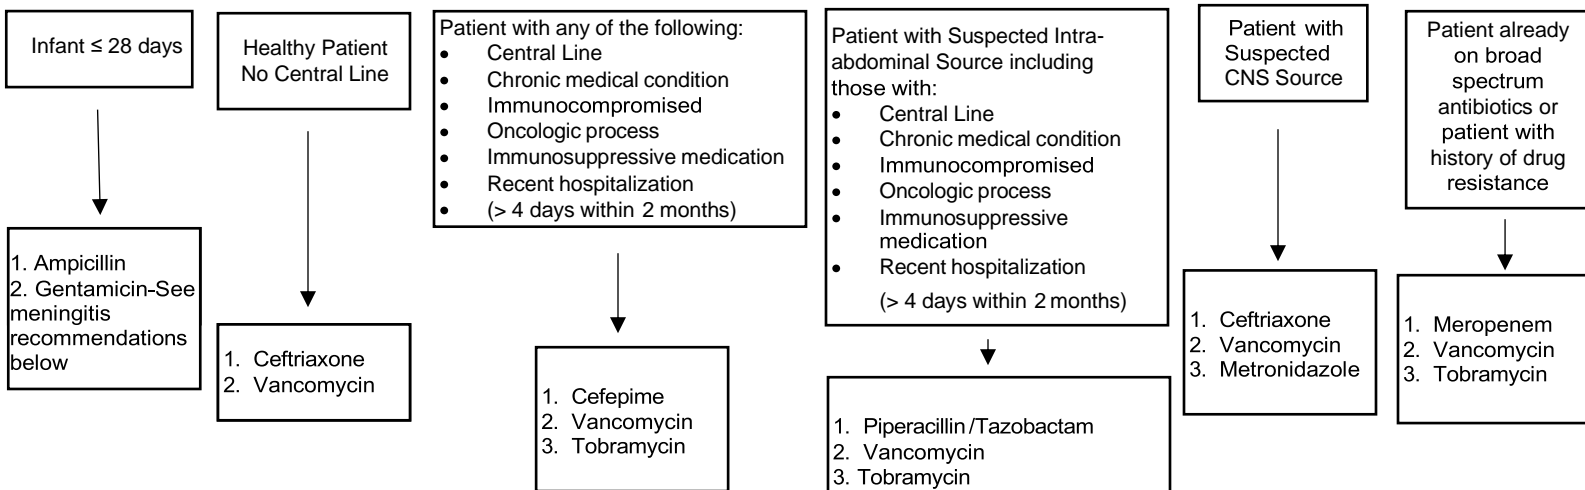 Infant ≤ 28 days
Healthy Patient
No Central Line
Patient with any of the following:
• Central Line
• Chronic medical condition
• Immunocompromised
• Oncologic process
• Immunosuppressive medication
• Recent hospitalization
• (> 4 days within 2 months)
Patient with Suspected Intra-
abdominal Source including
those with:
• Central Line
• Chronic medical condition
• Immunocompromised
• Oncologic process
• Immunosuppressive
medication
• Recent hospitalization
(> 4 days within 2 months)
Patient with
Suspected
CNS Source
Patient already
on broad
spectrum
antibiotics or
patient with
history of drug
resistance
1. Ampicillin
2. Gentamicin-See
meningitis
recommendations
below
1. Ceftriaxone
2. Vancomycin
1. Cefepime
2. Vancomycin
3. Tobramycin
1. Piperacillin/Tazobactam
2. Vancomycin
3. Tobramycin
1. Ceftriaxone
2. Vancomycin
3. Metronidazole
1. Meropenem
2. Vancomycin
3. Tobramycin